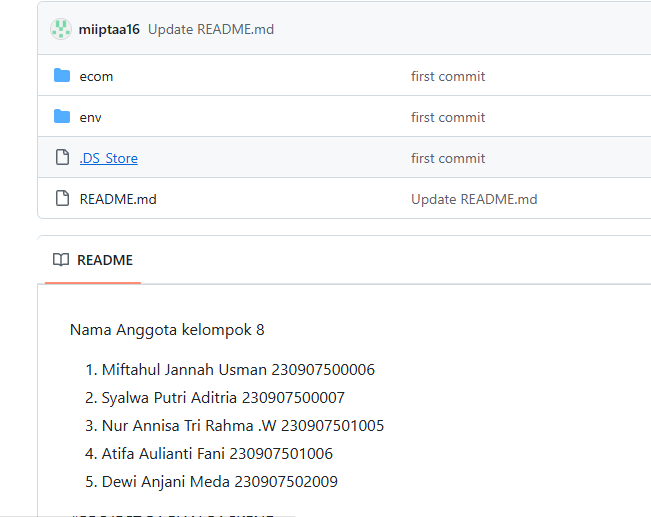 miiptaa16 Update README.md
ecom first commit
env first commit
.DS_Store first commit
README.md Update README.md
README
Nama Anggota kelompok 8
1. Miftahul Jannah Usman 230907500006
2. Syalwa Putri Aditria 230907500007
3. Nur Annisa Tri Rahma .W 230907501005
4. Atifa Aulianti Fani 230907501006
5. Dewi Anjani Meda 230907502009